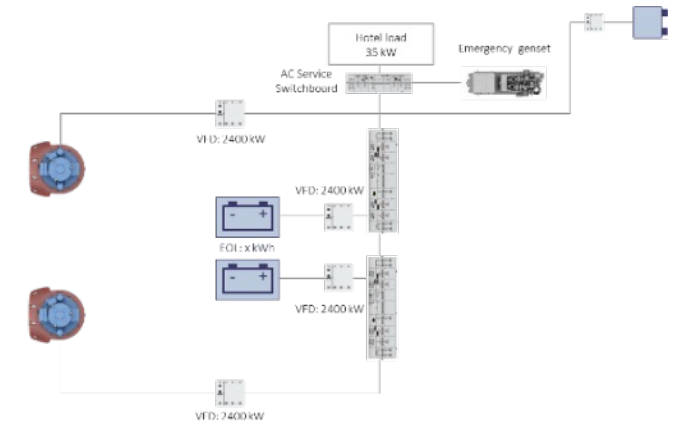 Hotel load
35 kW
Emergency genset
AC Service
Switchboard
VFD: 2400 kW
VFD: 2400 kW
- +
EOL: x kWh
- +
VFD: 2400 kW
VFD: 2400 kW